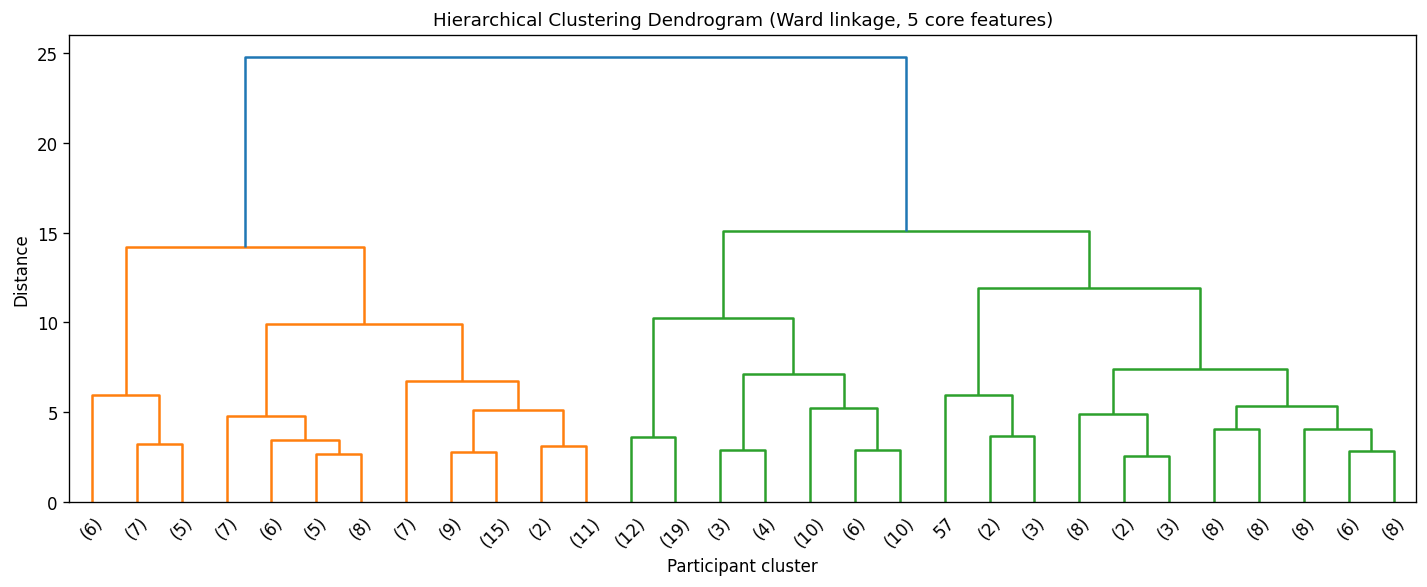 Hierarchical Clustering Dendrogram (Ward linkage, 5 core features)
25
20
15
10
5
0
Distance
(6) (7) (5) (7) (6) (5) (8) (7) (9) (15) (2) (11) (12) (19) (3) (4) (10) (6) (10) 57 (2) (3) (8) (2) (3) (8) (8) (8) (6) (8)
Participant cluster